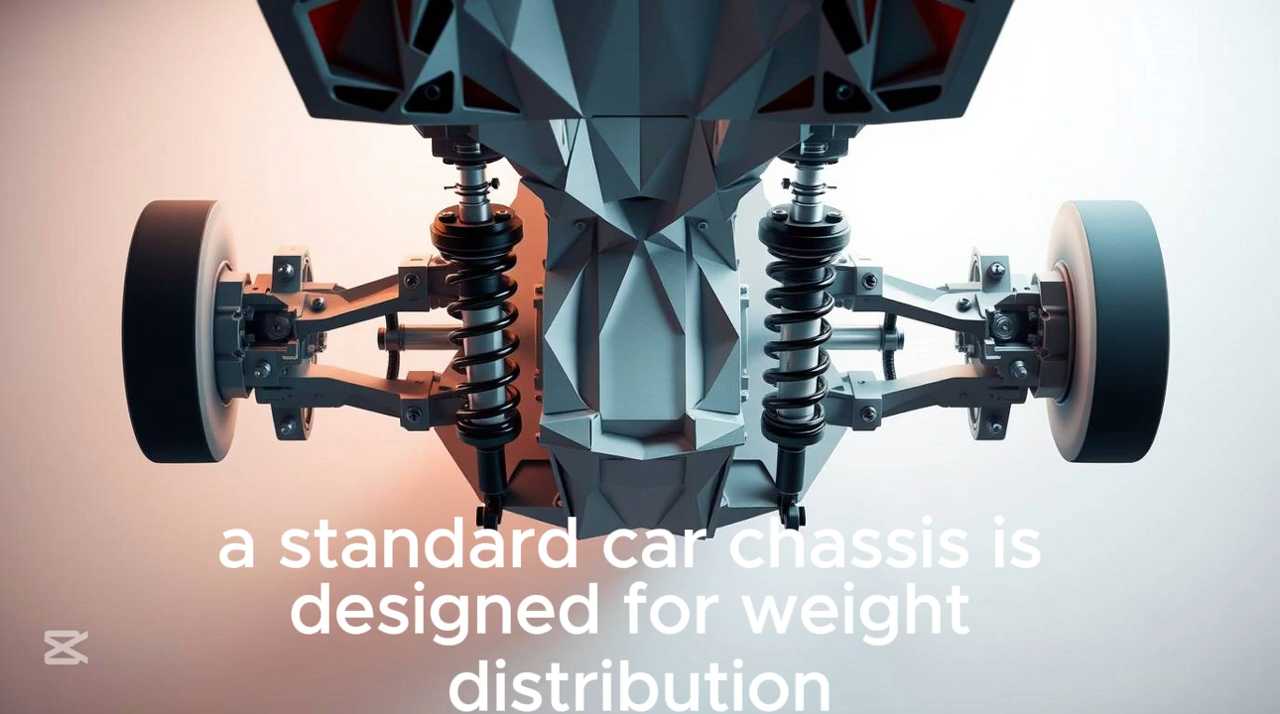 a standard car chassis is
designed for weight
distribution